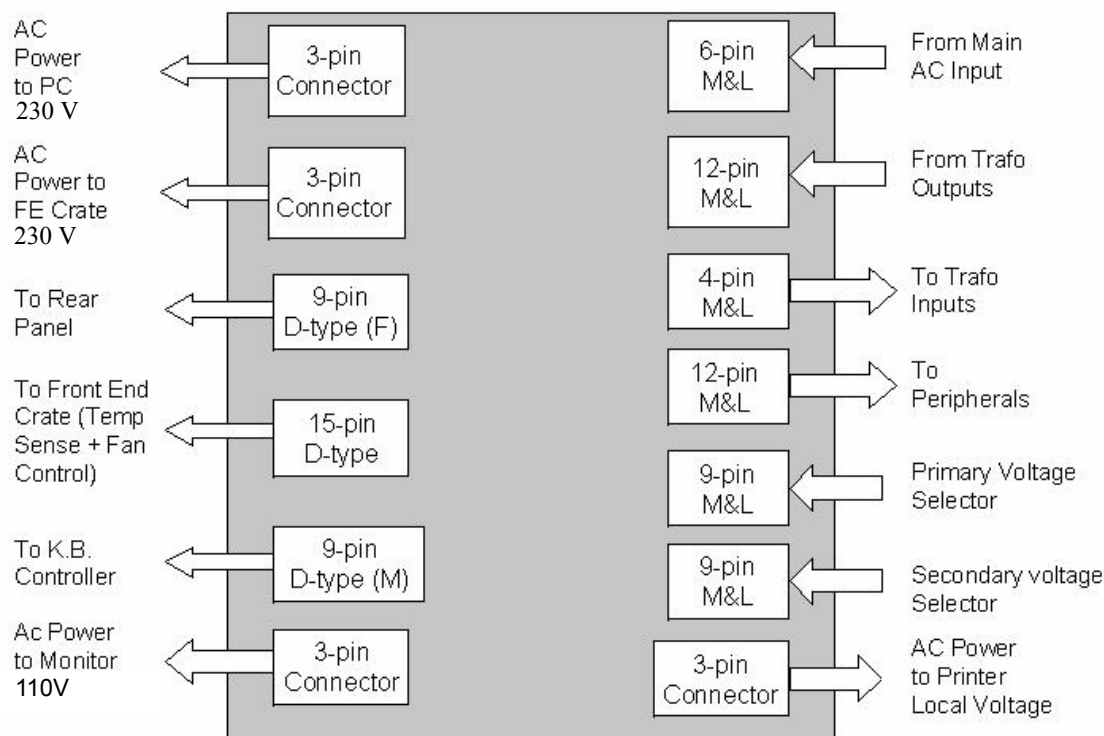 AC
Power
to PC
230 V
3-pin
Connector
AC
Power to
FE Crate
230 V
3-pin
Connector
To Rear
Panel
9-pin
D-type (F)
To Front End
Crate (Temp
Sense + Fan
Control)
15-pin
D-type
To K.B.
Controller
9-pin
D-type (M)
Ac Power
to Monitor
110V
3-pin
Connector
6-pin
M&L
From Main
AC Input
12-pin
M&L
From Trafo
Outputs
4-pin
M&L
To Trafo
Inputs
12-pin
M&L
To
Peripherals
9-pin
M&L
Primary Voltage
Selector
9-pin
M&L
Secondary voltage
Selector
3-pin
Connector
AC Power
to Printer
Local Voltage